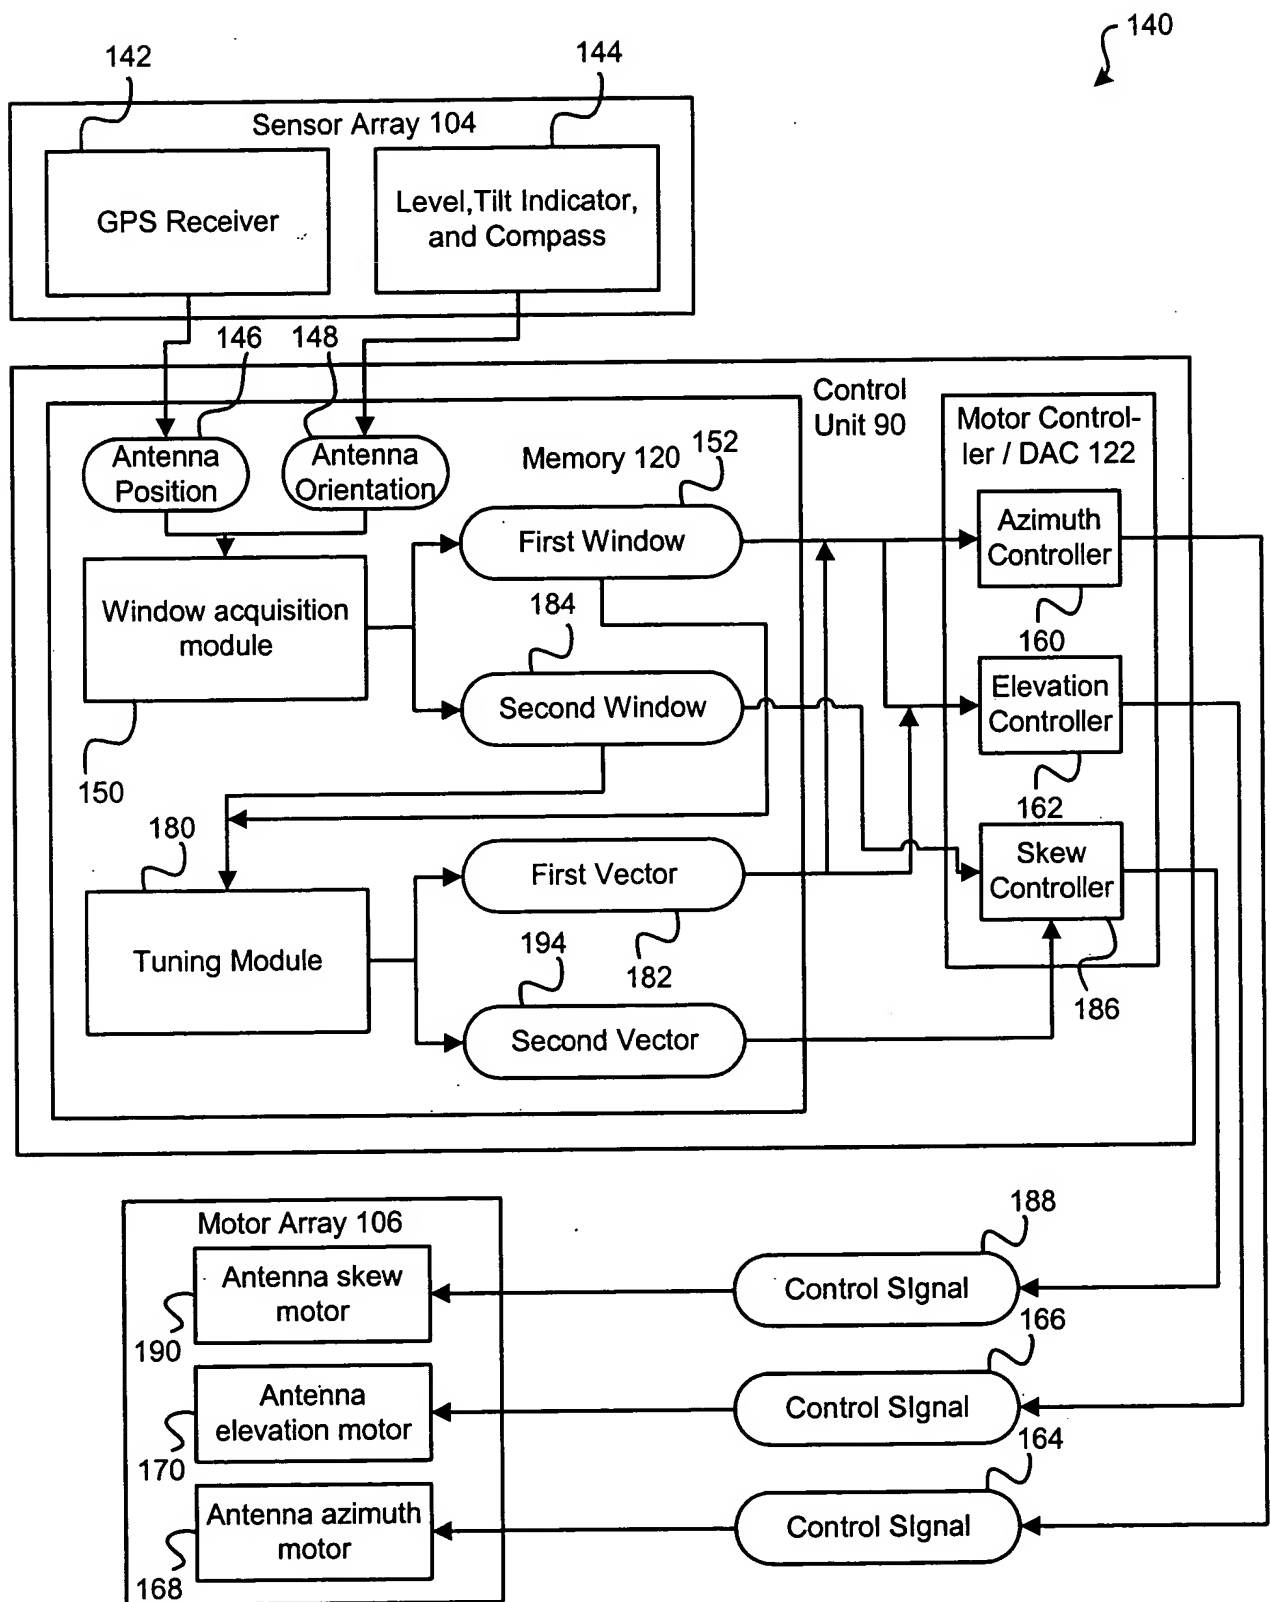 140
142
144
Sensor Array 104
GPS Receiver
Level,Tilt Indicator,
and Compass
146
148
Control
Unit 90
Antenna
Position
Antenna
Orientation
Memory 120
152
Motor Control-
ler / DAC 122
First Window
Azimuth
Controller
160
Window acquisition
module
184
Second Window
Elevation
Controller
162
150
180
First Vector
Skew
Controller
182
194
Tuning Module
186
Second Vector
Motor Array 106
188
Antenna skew
motor
Control SIgnal
190
166
Antenna
elevation motor
Control SIgnal
170
164
Antenna azimuth
motor
Control SIgnal
168